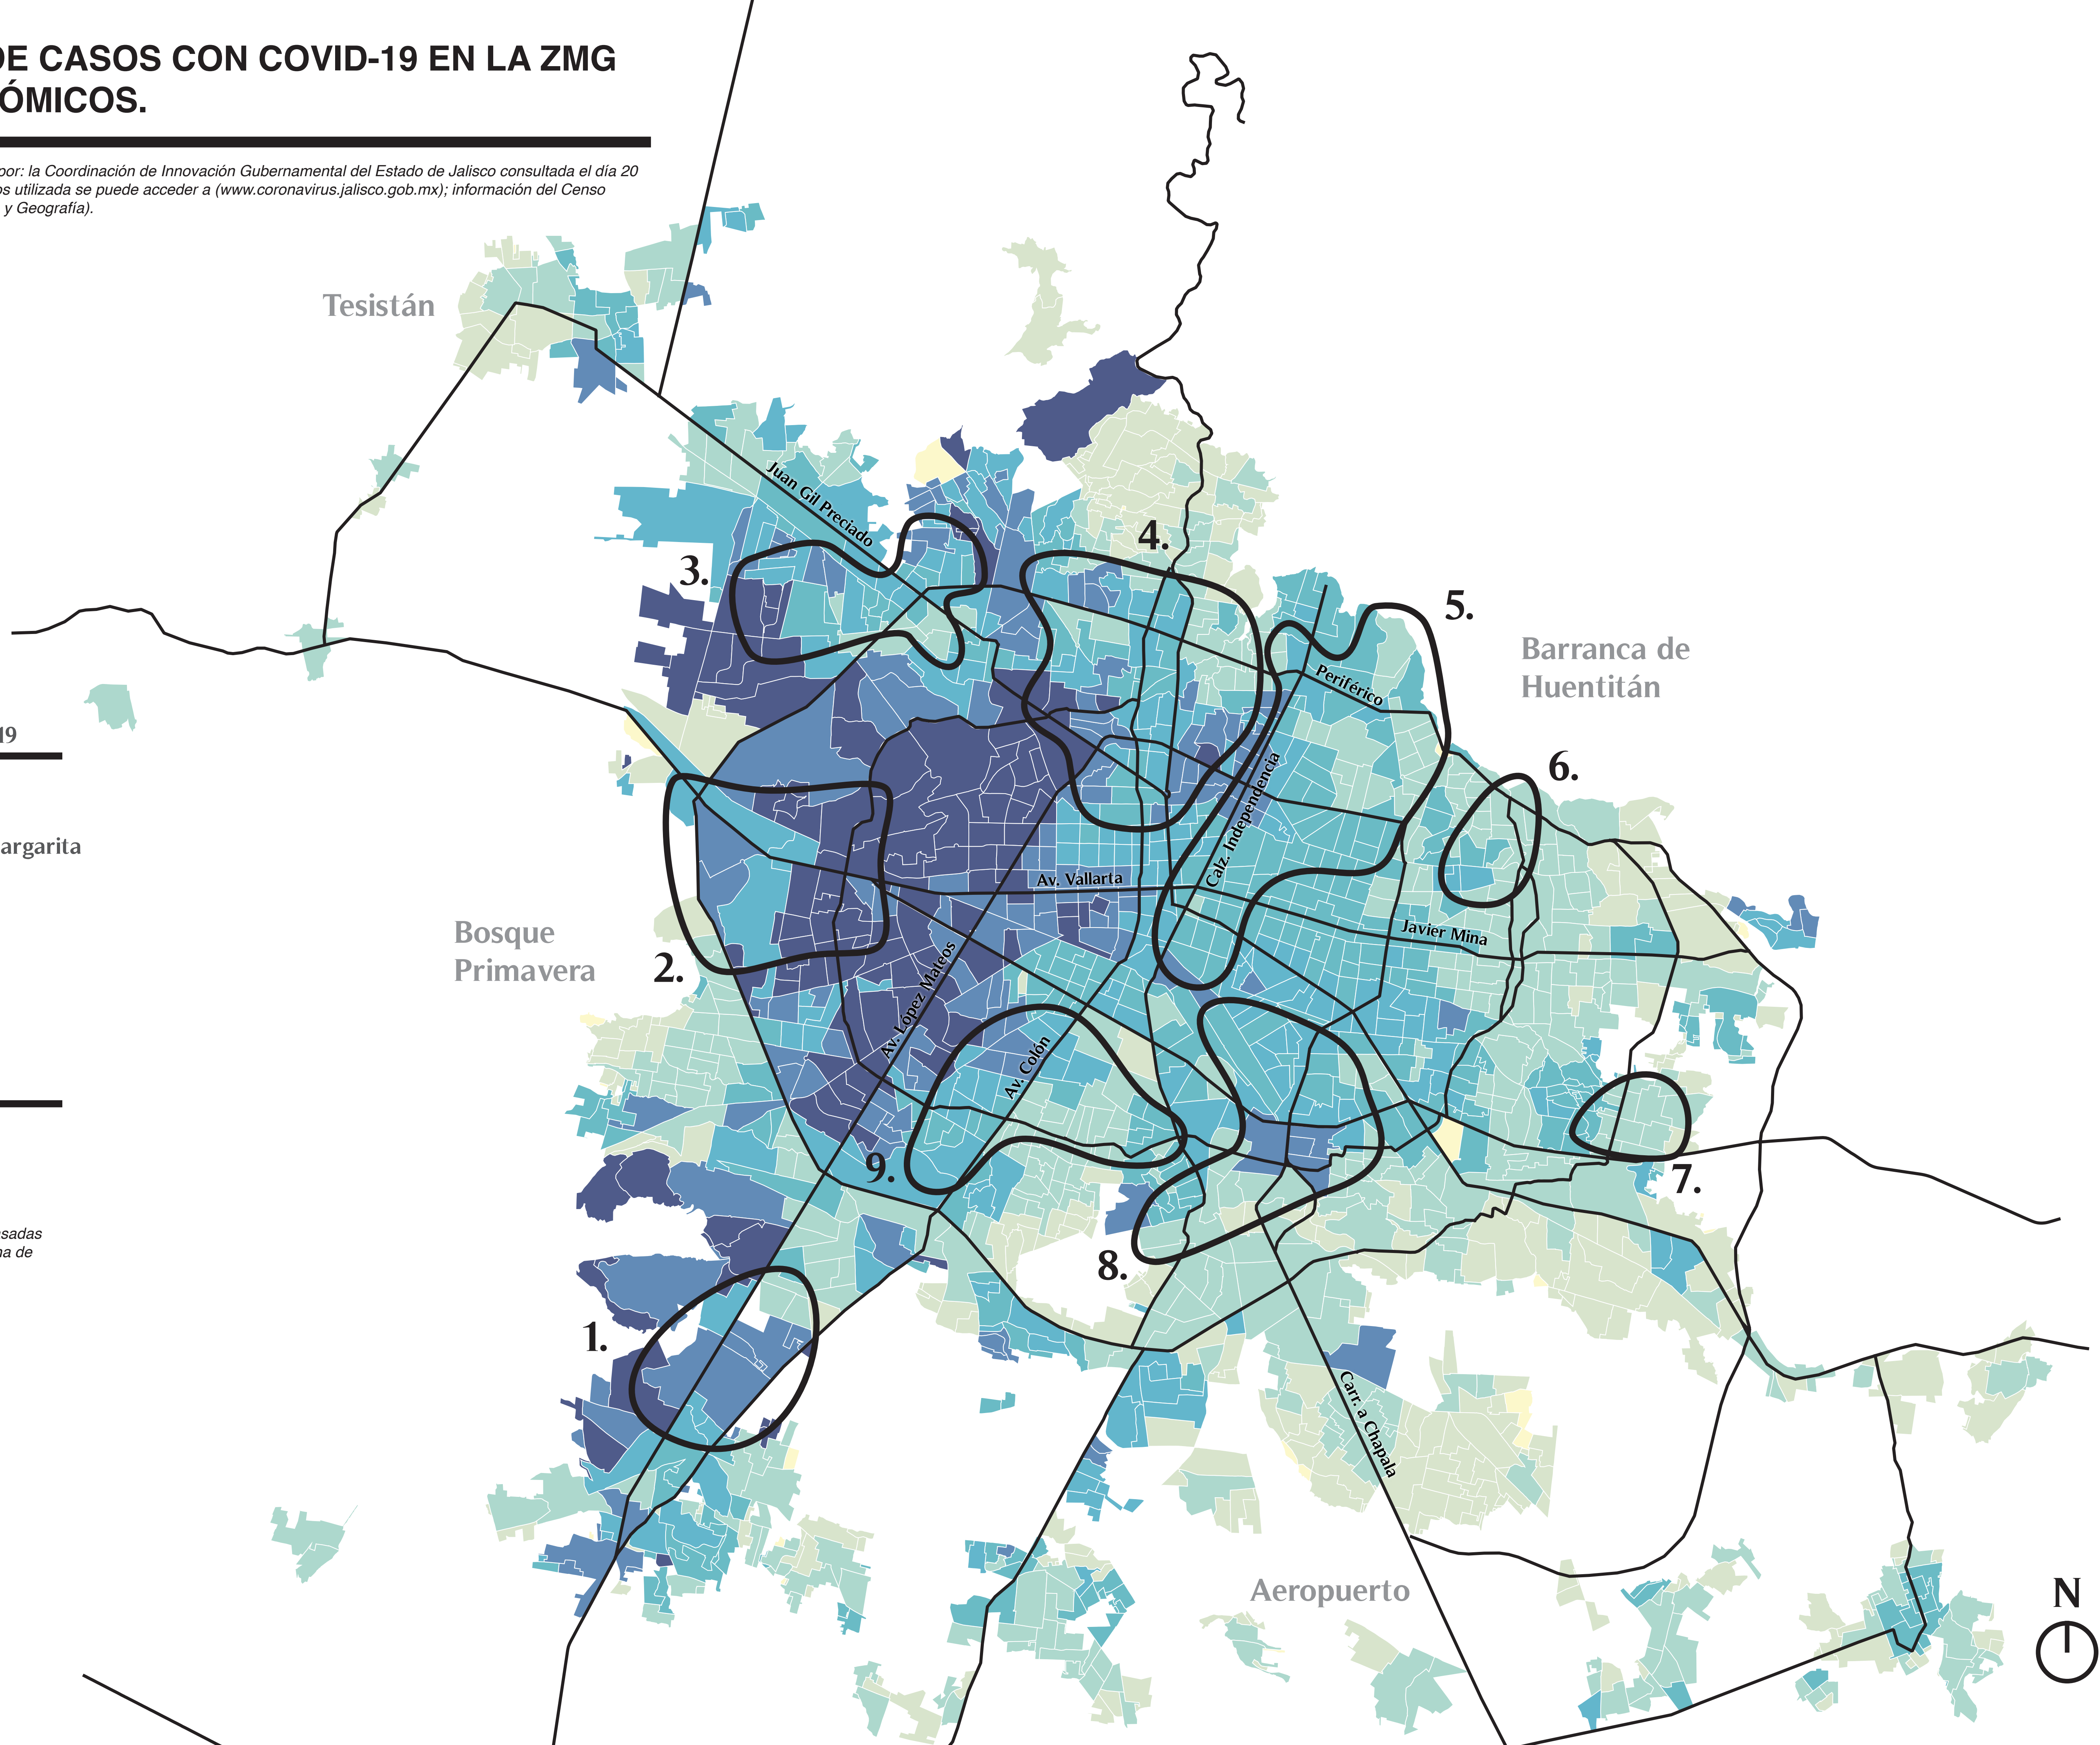 DE CASOS CON COVID-19 EN LA ZMG
ÓMICOS.
por: la Coordinación de Innovación Gubernamental del Estado de Jalisco consultada el día 20
os utilizada se puede acceder a (www.coronavirus.jalisco.gob.mx); información del Censo
y Geografía).
Tesistán
Juan Gil Preciado
4.
3.
5.
Barranca de
Huentitán
Periférico
19
6.
Calz. Independencia
argarita
Av. Vallarta
Bosque
Primavera
Javier Mina
2.
Av. López Mateos
Av. Colón
9.
7.
sadas
na de
8.
1.
Carr. a Chapala
Aeropuerto
N